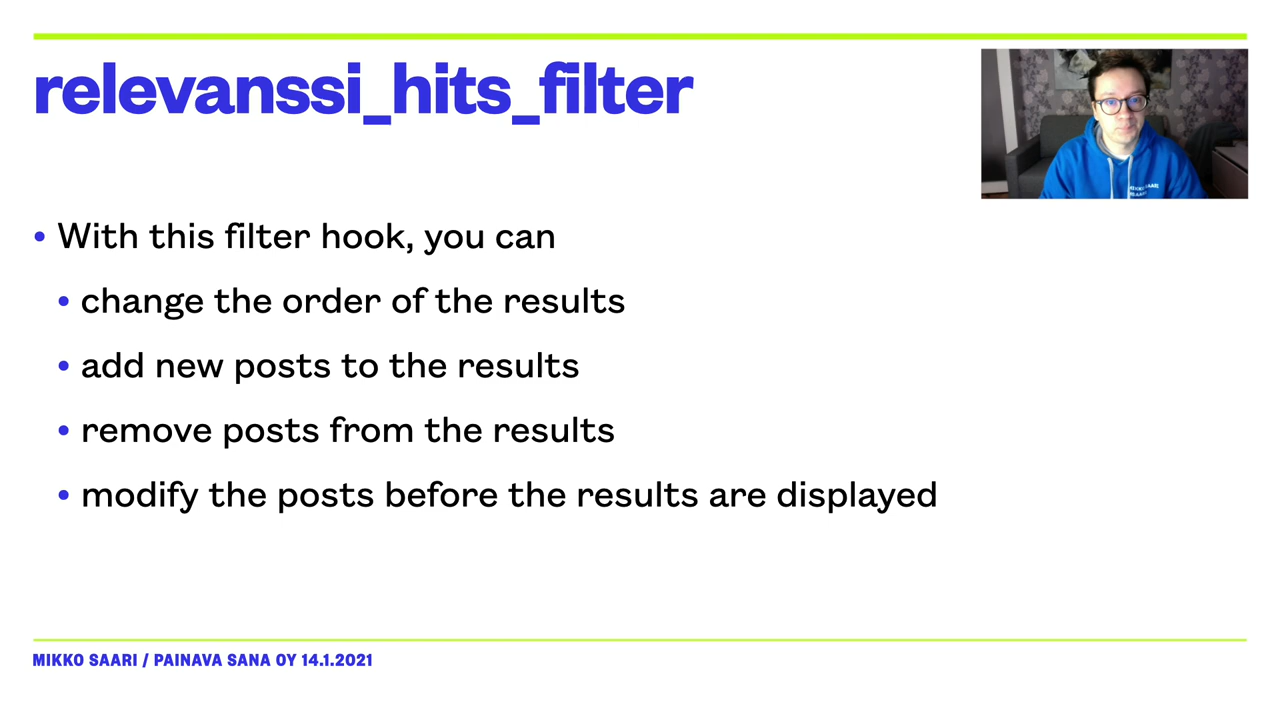 relevanssi_hits_filter
• With this filter hook, you can
• change the order of the results
• add new posts to the results
• remove posts from the results
• modify the posts before the results are displayed
MIKKO SAARI / PAINAVA SANA OY 14.1.2021